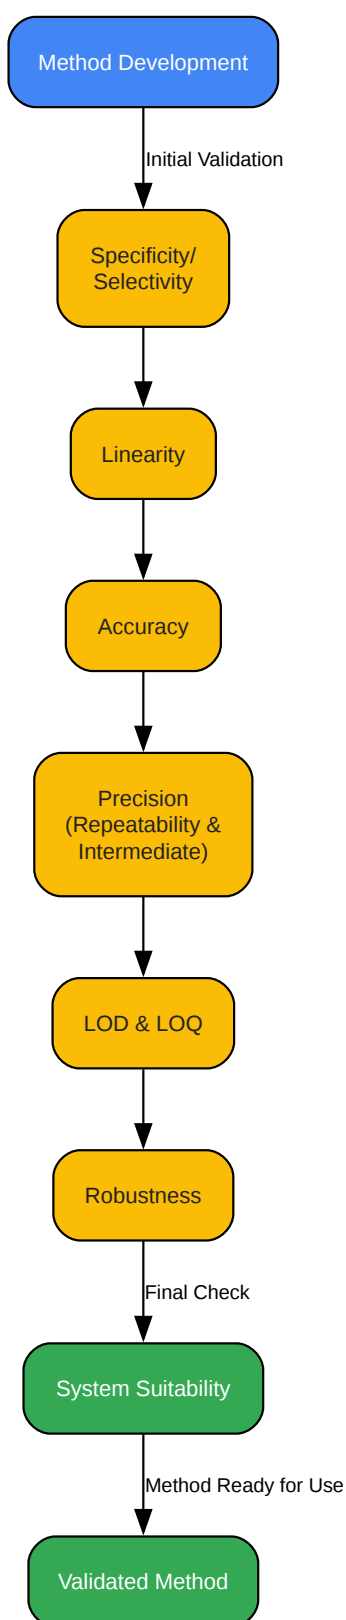 Method Development
Initial Validation
Specificity/
Selectivity
Linearity
Accuracy
Precision
(Repeatability &
Intermediate)
LOD & LOQ
Robustness
Final Check
System Suitability
Method Ready for Use
Validated Method